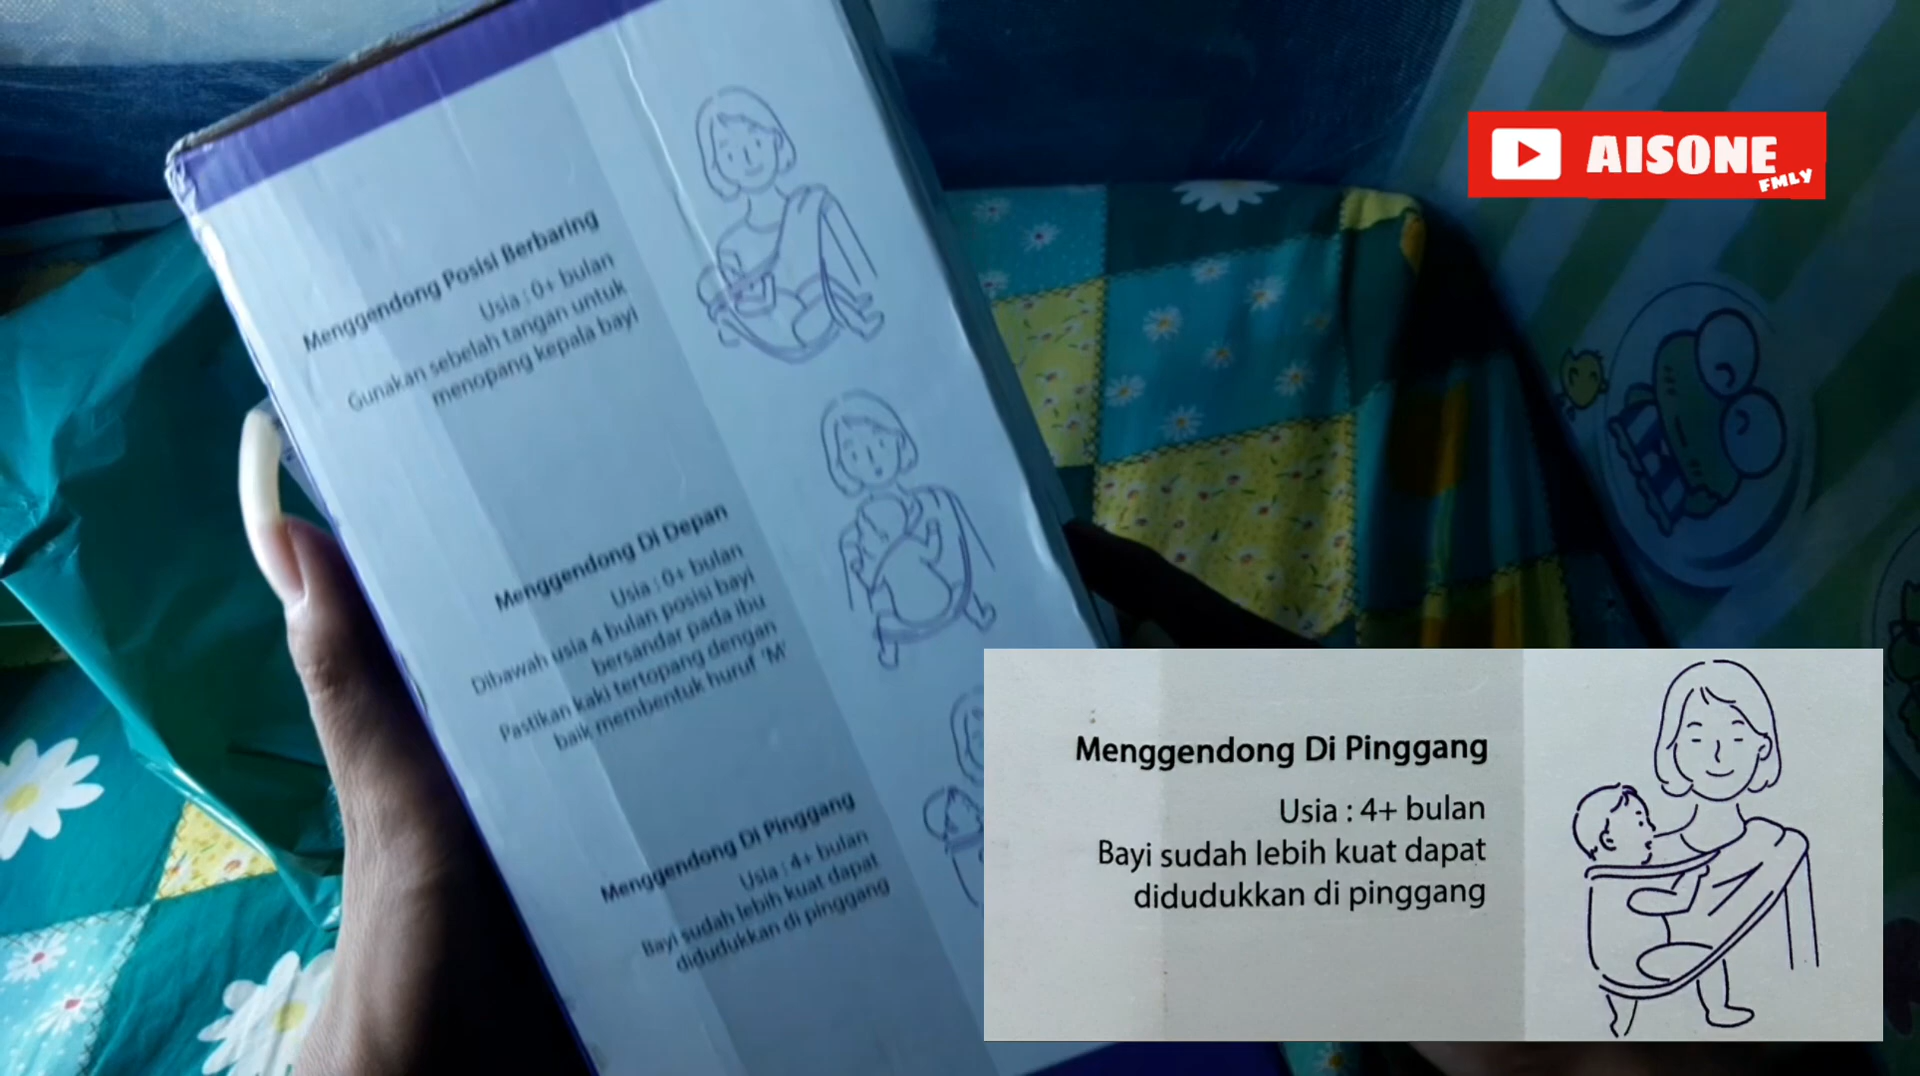 Menggendong Posisi Berbaring
Usia : 0+ bulan
Gunakan sebelah tangan untuk
menopang kepala bayi
Menggendong Di Depan
Usia : 0+ bulan
Dibawah usia 4 bulan posisi bayi
bersandar pada ibu
Pastikan kaki tertopang dengan
baik membentuk huruf 'M'
Menggendong Di Pinggang
Usia : 4+ bulan
Bayi sudah lebih kuat dapat
didudukkan di pinggang
AISONE
FMLY
Menggendong Di Pinggang
Usia : 4+ bulan
Bayi sudah lebih kuat dapat
didudukkan di pinggang